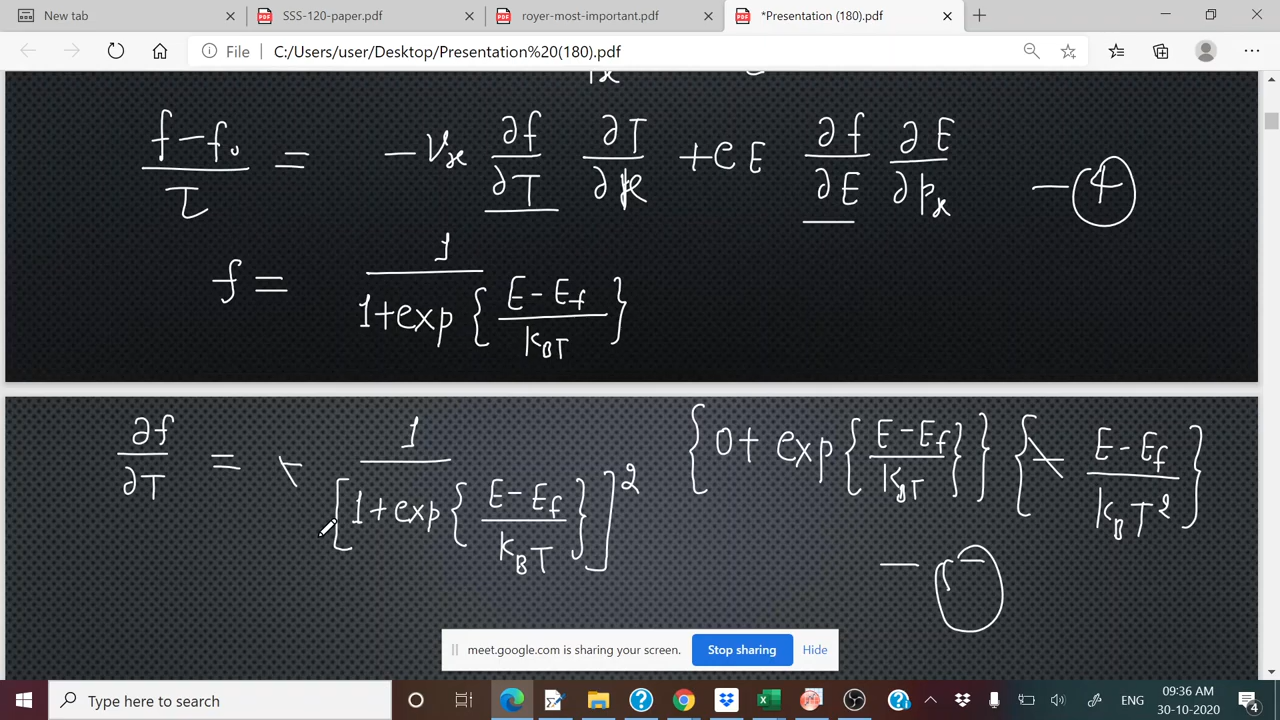 New tab
SSS-120-paper.pdf
royer-most-important.pdf
*Presentation (180).pdf
File C:/Users/user/Desktop/Presentation%20(180).pdf
f-f₀/τ = -vₓ ∂f/∂T ∂T/∂x +eE ∂f/∂E ∂E/∂pₓ —④
f = 1/1+exp{E-E_f/k_BT}
∂f/∂T = - 1/[1+exp{E-E_f/k_BT}]² {0+ exp{E-E_f/k_BT}} {- E-E_f/k_BT²}
—⑤
meet.google.com is sharing your screen. Stop sharing Hide
Type here to search
ENG
09:36 AM
30-10-2020
4